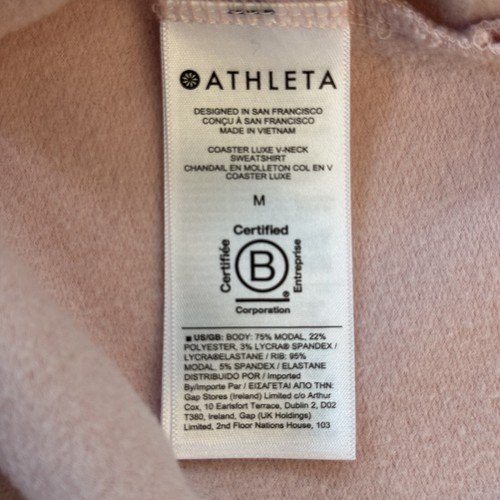 ATHLETA
DESIGNED IN SAN FRANCISCO
CONÇU À SAN FRANCISCO
MADE IN VIETNAM
COASTER LUXE V-NECK
SWEATSHIRT
CHANDAIL EN MOLLETON COL EN V
COASTER LUXE
M
Certified
Certifiée
B
Entreprise
®
Corporation
■ US/GB: BODY: 75% MODAL, 22%
POLYESTER, 3% LYCRA® SPANDEX /
LYCRA®ELASTANE / RIB: 95%
MODAL, 5% SPANDEX / ELASTANE
DISTRIBUIDO POR / imported
By/Importe Par / ΕΙΣΑΓΕΤΑΙ ΑΠΟ ΤΗΝ:
Gap Stores (Ireland) Limited c/o Arthur
Cox, 10 Earlsfort Terrace, Dublin 2, D02
T380, Ireland, Gap (UK Holdings)
Limited, 2nd Floor Nations House, 103